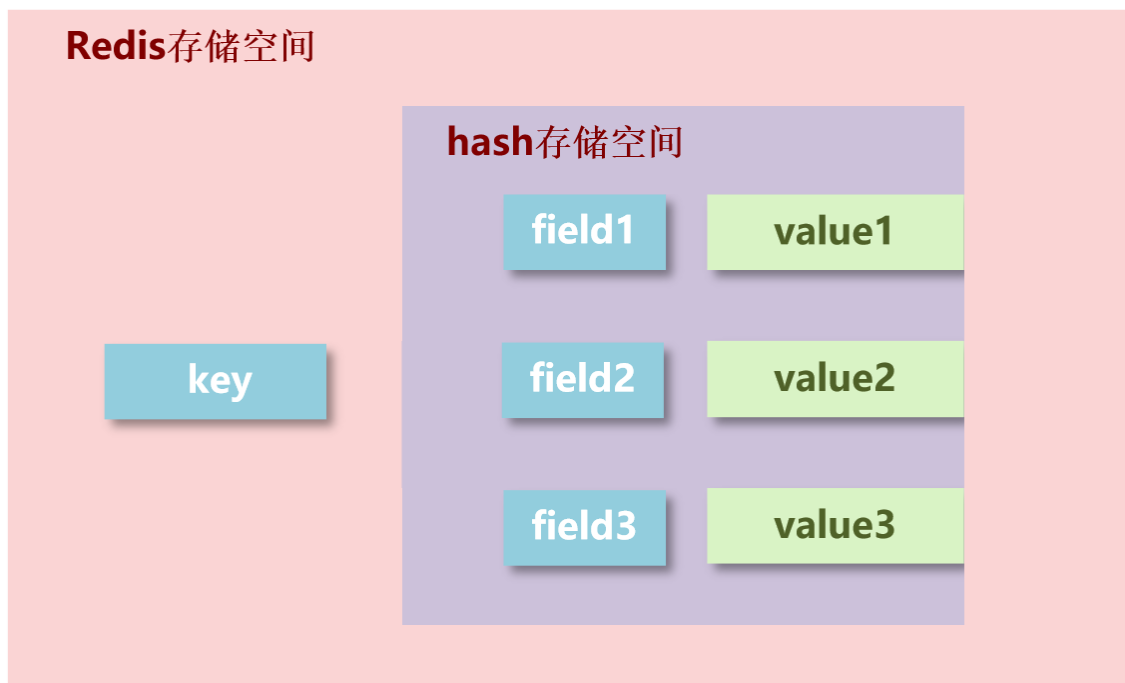 Redis存储空间
hash存储空间
field1 value1
key field2 value2
field3 value3